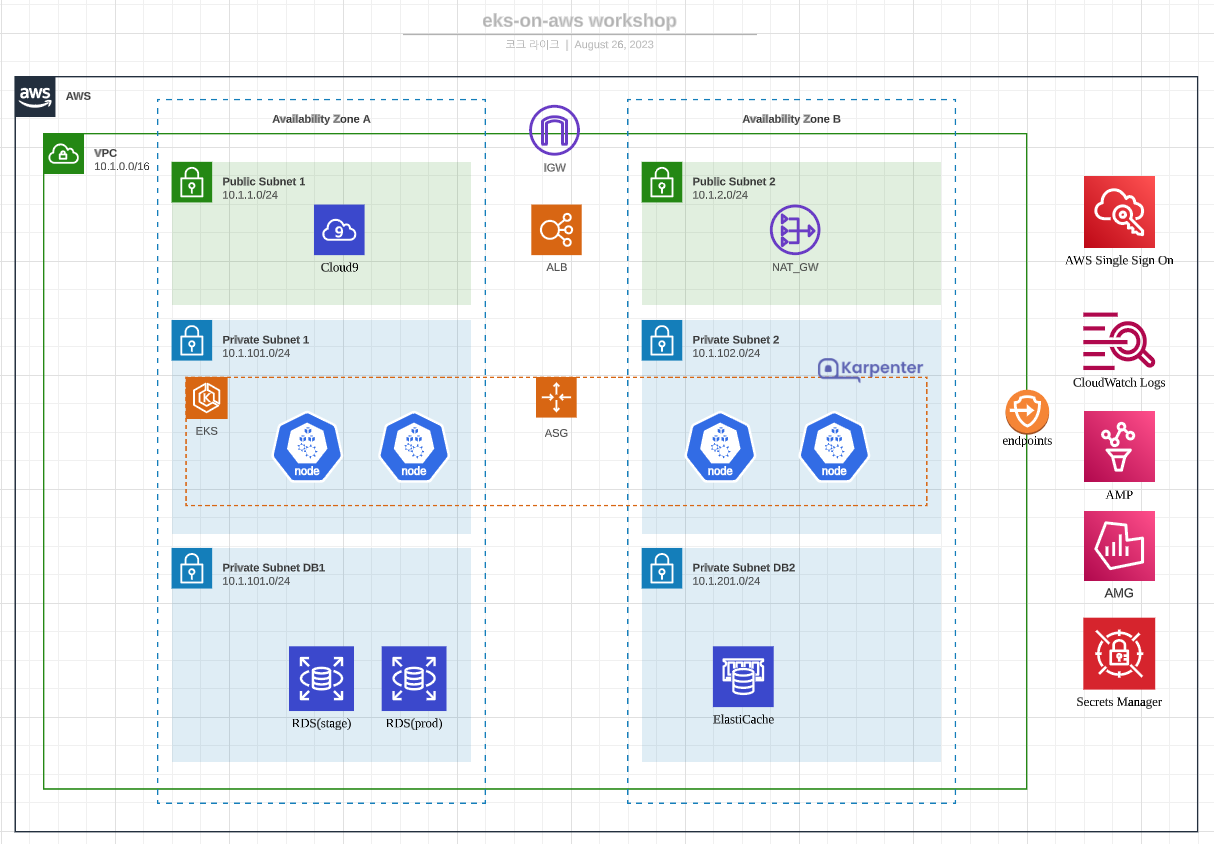 eks-on-aws workshop
코크 라이크 | August 26, 2023
aws
AWS
Availability Zone A
Availability Zone B
VPC
10.1.0.0/16
IGW
Public Subnet 1
10.1.1.0/24
Public Subnet 2
10.1.2.0/24
9
Cloud9
ALB
NAT_GW
AWS Single Sign On
Private Subnet 1
10.1.101.0/24
Private Subnet 2
10.1.102.0/24
Karpenter
CloudWatch Logs
K
EKS
ASG
node
node
node
node
endpoints
AMP
Private Subnet DB1
10.1.101.0/24
Private Subnet DB2
10.1.201.0/24
AMG
RDS(stage)
RDS(prod)
ElastiCache
Secrets Manager